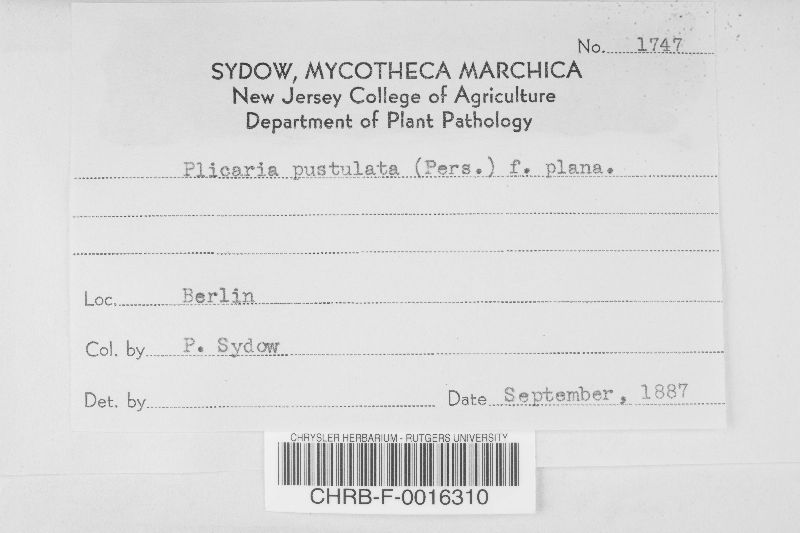 No. 1747
SYDOW, MYCOTHECA MARCHICA
New Jersey College of Agriculture
Department of Plant Pathology
Plicaria pustulata (Pers.) f. plana.
Loc. Berlin
Col. by P. Sydow
Det. by Date September, 1887
CHRYSLER HERBARIUM - RUTGERS UNIVERSITY
CHRB-F-0016310